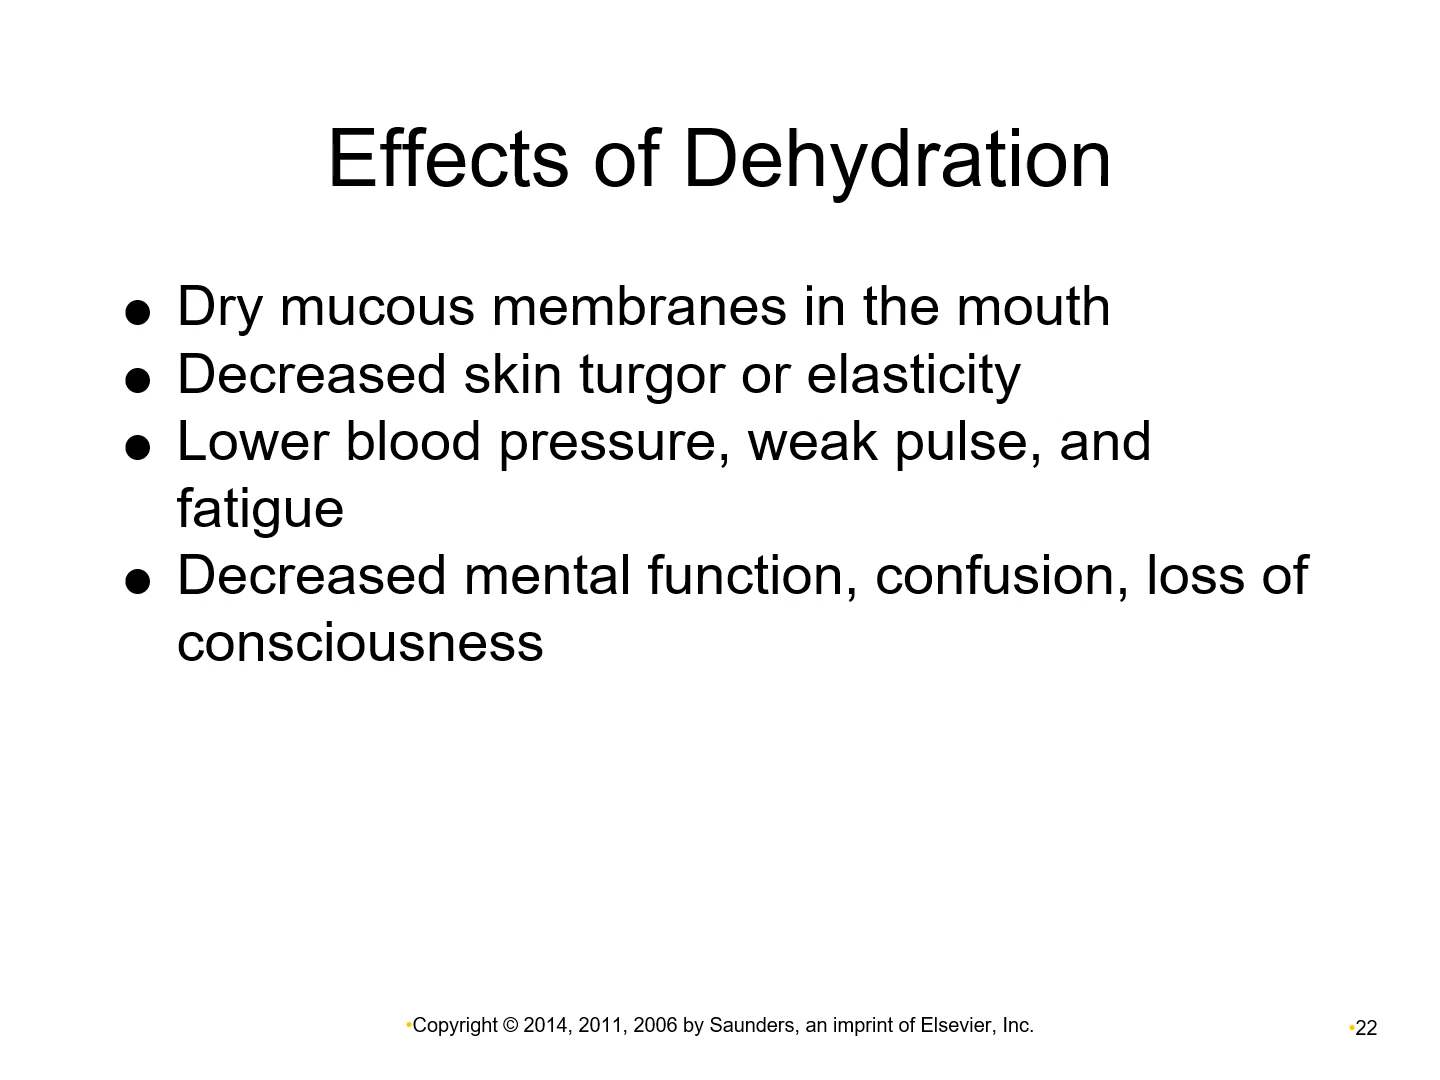 Effects of Dehydration
● Dry mucous membranes in the mouth
● Decreased skin turgor or elasticity
● Lower blood pressure, weak pulse, and
fatigue
● Decreased mental function, confusion, loss of
consciousness
•Copyright © 2014, 2011, 2006 by Saunders, an imprint of Elsevier, Inc.
•22